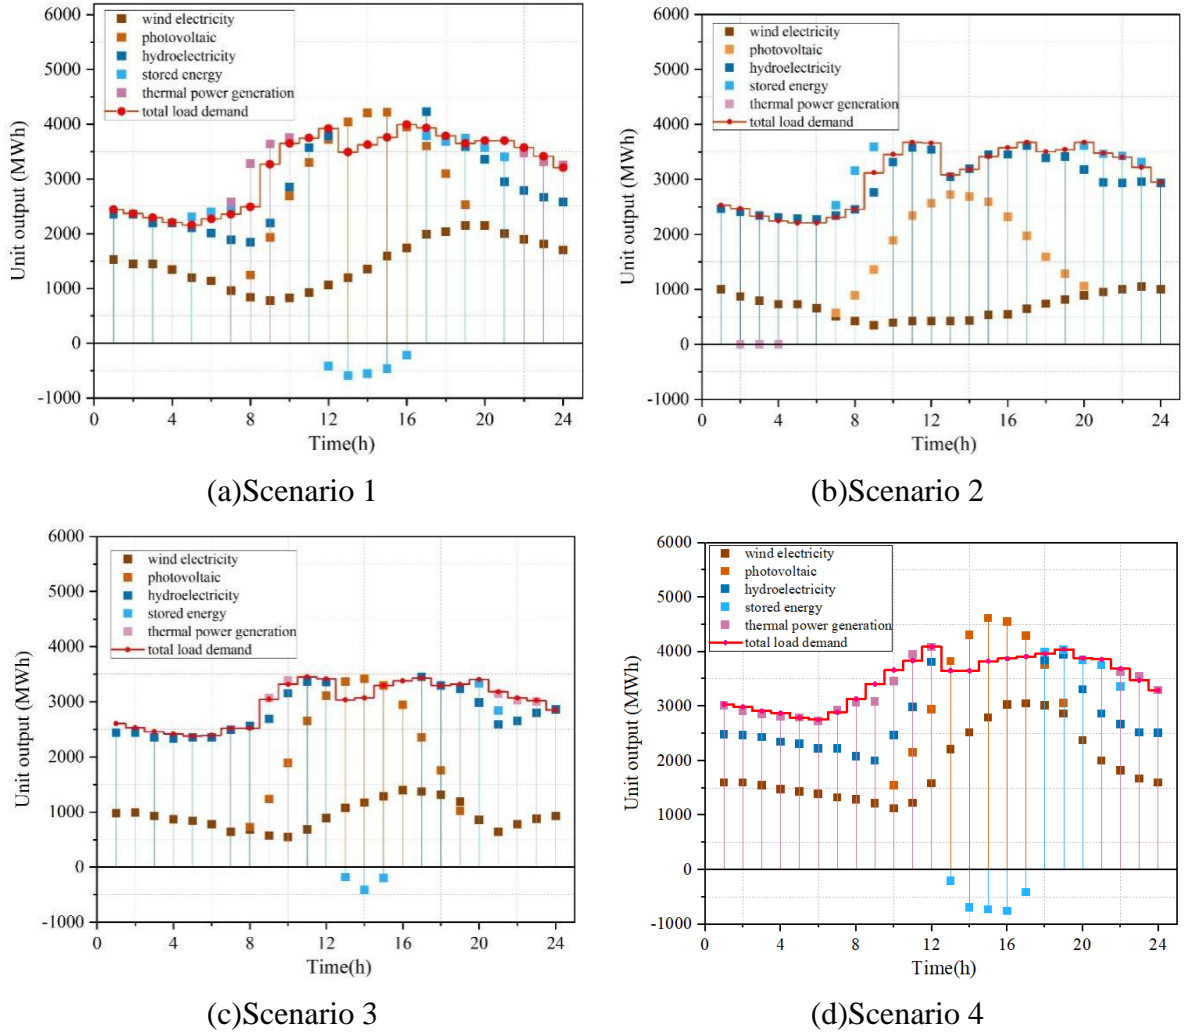 wind electricity
photovoltaic
hydroelectricity
stored energy
thermal power generation
total load demand
6000
5000
4000
3000
2000
1000
0
-1000
Unit output (MWh)
0 4 8 12 16 20 24
Time(h)
(a)Scenario 1
wind electricity
photovoltaic
hydroelectricity
stored energy
thermal power generation
total load demand
6000
5000
4000
3000
2000
1000
0
-1000
Unit output (MWh)
0 4 8 12 16 20 24
Time(h)
(b)Scenario 2
wind electricity
photovoltaic
hydroelectricity
stored energy
thermal power generation
total load demand
6000
5000
4000
3000
2000
1000
0
-1000
Unit output (MWh)
0 4 8 12 16 20 24
Time(h)
(c)Scenario 3
wind electricity
photovoltaic
hydroelectricity
stored energy
thermal power generation
total load demand
6000
5000
4000
3000
2000
1000
0
-1000
Unit output (MWh)
0 4 8 12 16 20 24
Time(h)
(d)Scenario 4